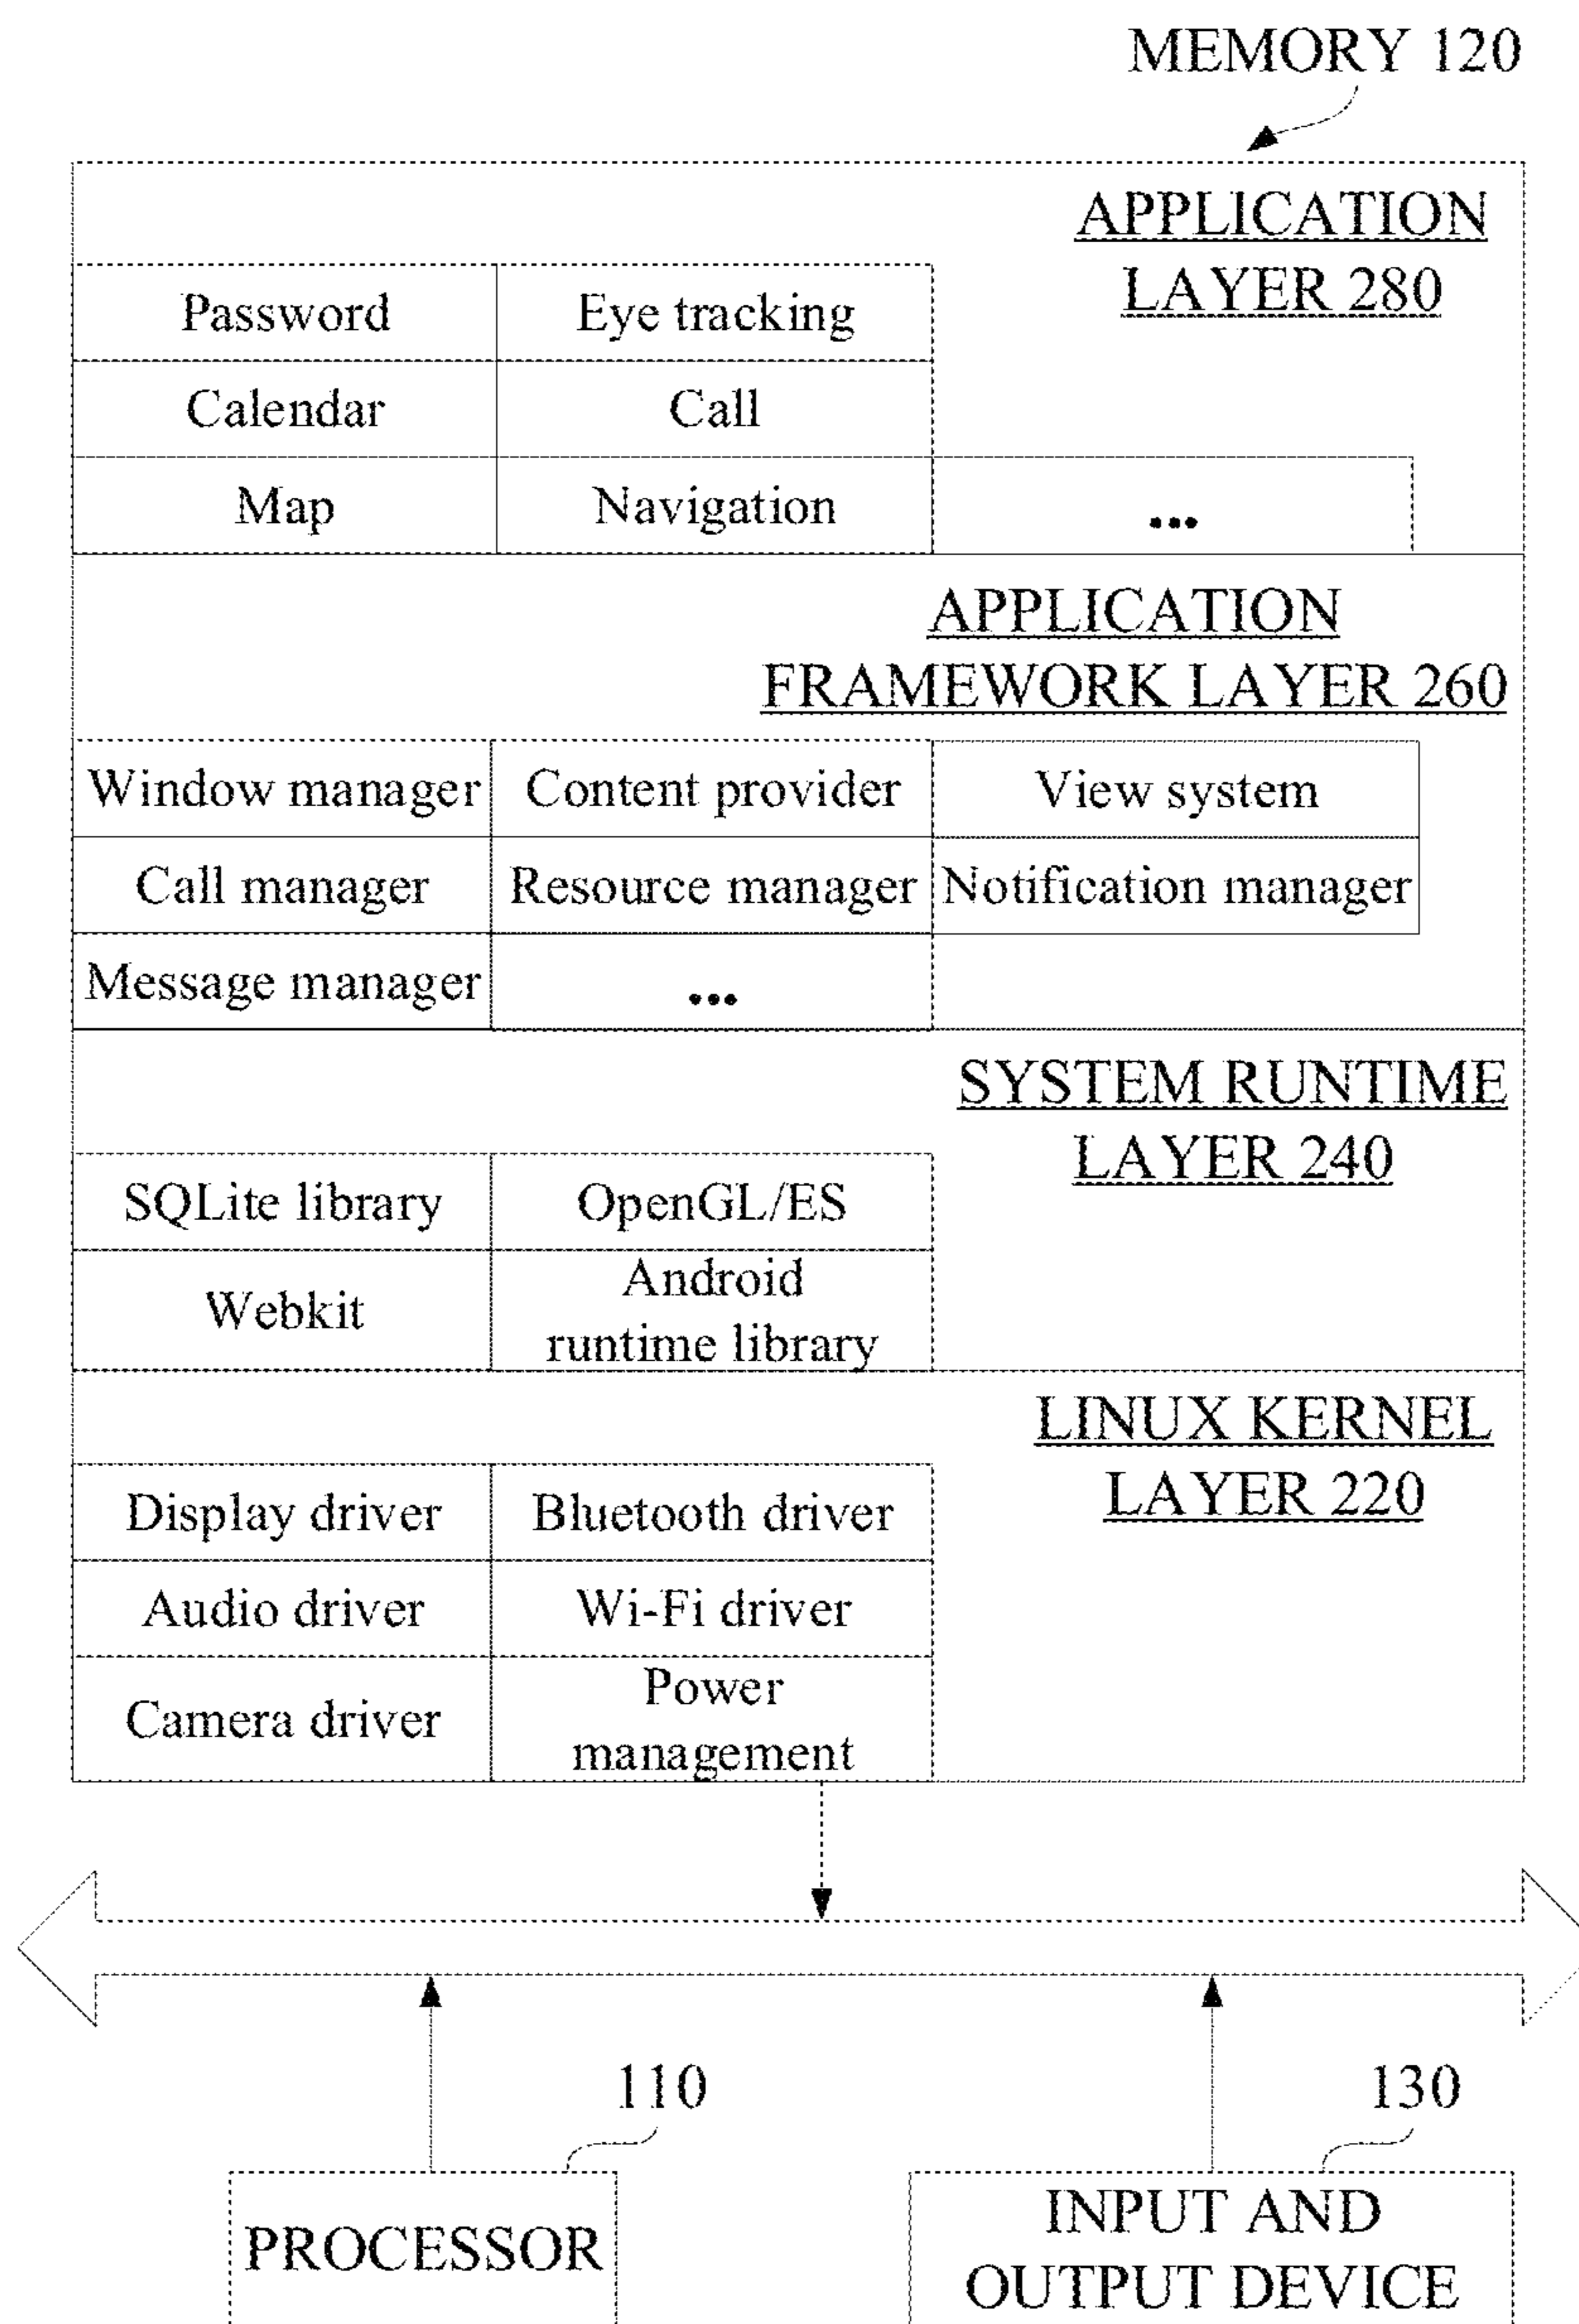 MEMORY 120
APPLICATION
LAYER 280
Password
Eye tracking
Calendar
Call
Map
Navigation
...
APPLICATION
FRAMEWORK LAYER 260
Window manager
Content provider
View system
Call manager
Resource manager
Notification manager
Message manager
...
SYSTEM RUNTIME
LAYER 240
SQLite library
OpenGL/ES
Webkit
Android
runtime library
LINUX KERNEL
LAYER 220
Display driver
Bluetooth driver
Audio driver
Wi-Fi driver
Camera driver
Power
management
110
130
PROCESSOR
INPUT AND
OUTPUT DEVICE